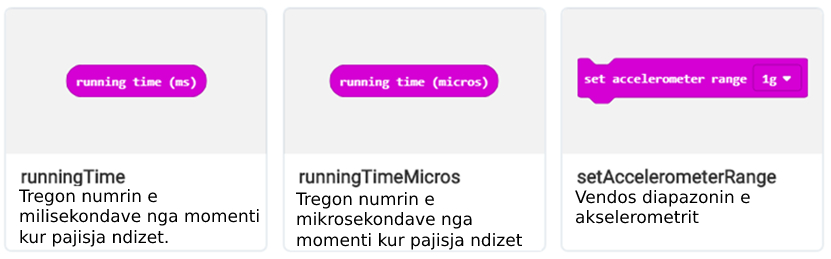 running time (ms)
runningTime
Tregon numrin e
milisekondave nga momenti
kur pajisja ndizet.
running time (micros)
runningTimeMicros
Tregon numrin e
mikrosekondave nga
momenti kur pajisja ndizet
set accelerometer range 1g
setAccelerometerRange
Vendos diapazonin e
akselerometrit